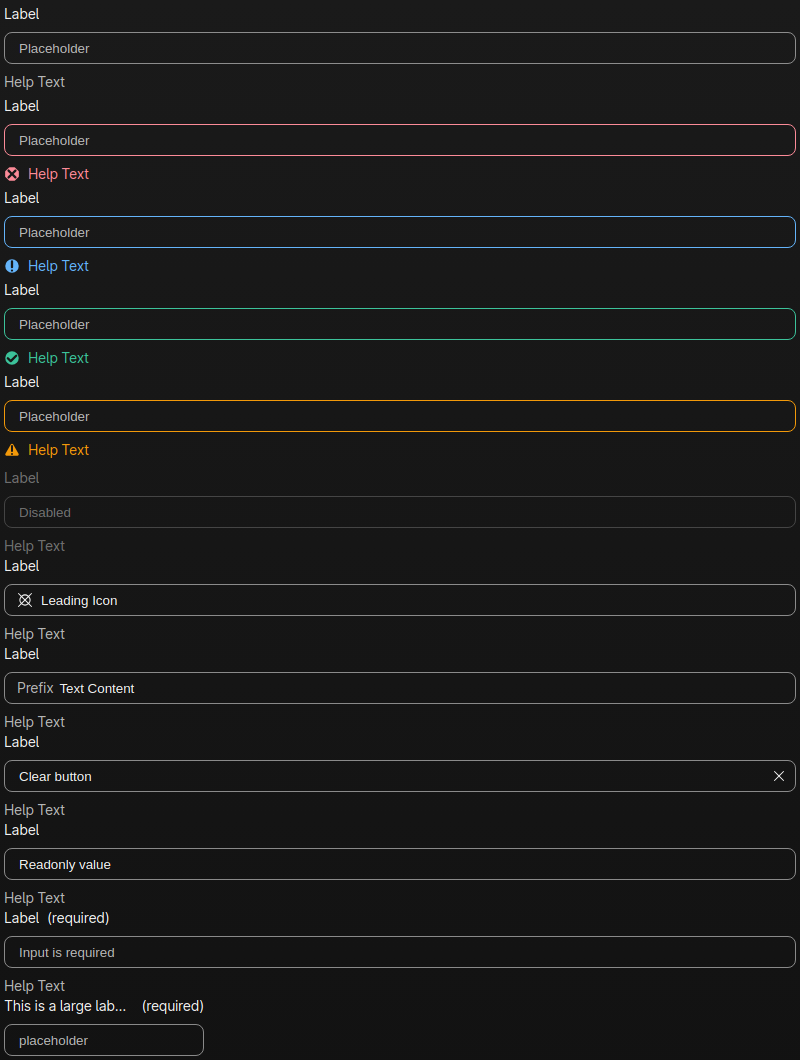 Label
Placeholder
Help Text
Label
Placeholder
Help Text
Label
Placeholder
Help Text
Label
Placeholder
Help Text
Label
Placeholder
Help Text
Label
Disabled
Help Text
Label
Leading Icon
Help Text
Label
Prefix Text Content
Help Text
Label
Clear button
Help Text
Label
Readonly value
Help Text
Label (required)
Input is required
Help Text
This is a large lab... (required)
placeholder